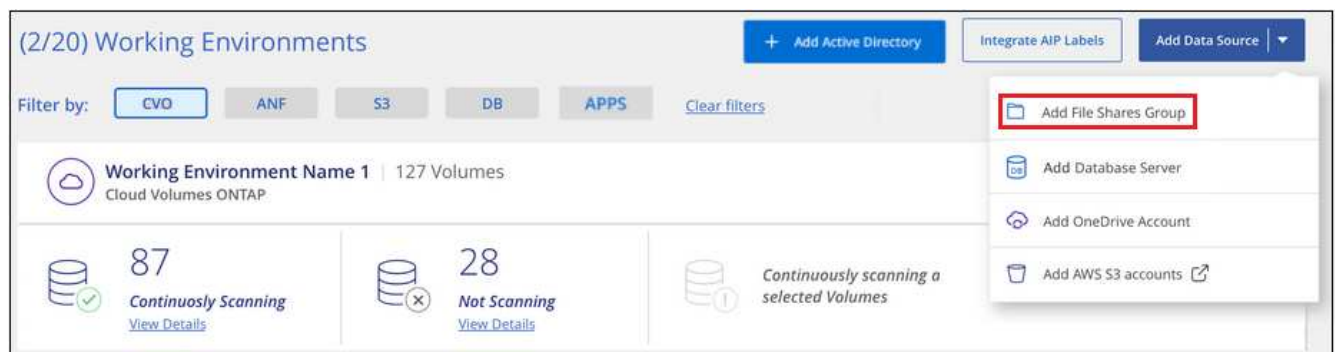 (2/20) Working Environments
+ Add Active Directory
Integrate AIP Labels
Add Data Source
Filter by:
CVO
ANF
S3
DB
APPS
Clear filters
Add File Shares Group
DB
Add Database Server
Add OneDrive Account
Add AWS S3 accounts
Working Environment Name 1 | 127 Volumes
Cloud Volumes ONTAP
87
Continuosly Scanning
View Details
28
Not Scanning
View Details
Continuously scanning a
selected Volumes